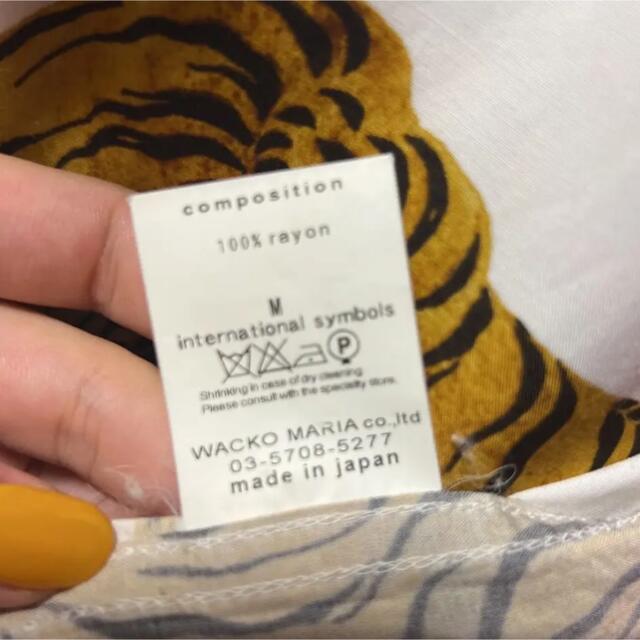 composition
100% rayon
M
international symbols
P
Shrinking in case of dry cleaning.
Please consult with the specialty store.
WACKO MARIA co.,ltd
03-5708-5277
made in japan